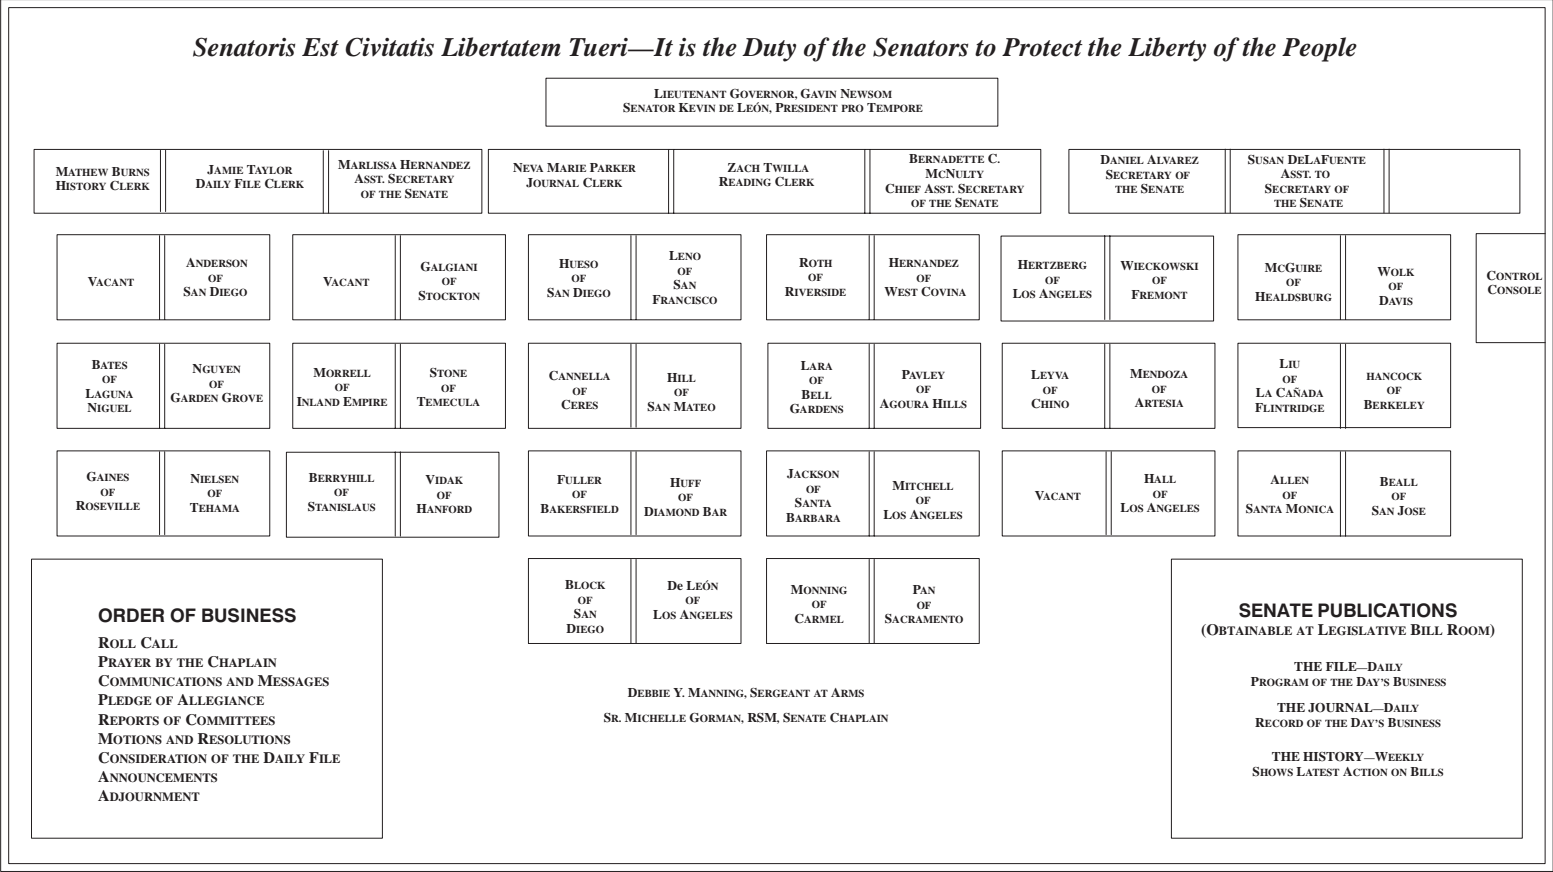 Senatoris Est Civitatis Libertatem Tueri—It is the Duty of the Senators to Protect the Liberty of the People
Lieutenant Governor, Gavin Newsom
Senator Kevin de León, President pro Tempore
Mathew Burns
History Clerk
Jamie Taylor
Daily File Clerk
Marlissa Hernandez
Asst. Secretary
of the Senate
Neva Marie Parker
Journal Clerk
Zach Twilla
Reading Clerk
Bernadette C.
McNulty
Chief Asst. Secretary
of the Senate
Daniel Alvarez
Secretary of
the Senate
Susan DeLaFuente
Asst. to
Secretary of
the Senate
Vacant
Anderson
of
San Diego
Vacant
Galgiani
of
Stockton
Hueso
of
San Diego
Leno
of
San
Francisco
Roth
of
Riverside
Hernandez
of
West Covina
Hertzberg
of
Los Angeles
Wieckowski
of
Fremont
McGuire
of
Healdsburg
Wolk
of
Davis
Control
Console
Bates
of
Laguna
Niguel
Nguyen
of
Garden Grove
Morrell
of
Inland Empire
Stone
of
Temecula
Cannella
of
Ceres
Hill
of
San Mateo
Lara
of
Bell
Gardens
Pavley
of
Agoura Hills
Leyva
of
Chino
Mendoza
of
Artesia
Liu
of
La Cañada
Flintridge
hancock
of
Berkeley
Gaines
of
Roseville
Nielsen
of
Tehama
Berryhill
of
Stanislaus
Vidak
of
Hanford
Fuller
of
Bakersfield
Huff
of
Diamond Bar
Jackson
of
Santa
Barbara
Mitchell
of
Los Angeles
Vacant
Hall
of
Los Angeles
Allen
of
Santa Monica
Beall
of
San Jose
Block
of
San
Diego
De León
of
Los Angeles
Monning
of
Carmel
Pan
of
Sacramento
ORDER OF BUSINESS
Roll Call
Prayer by the Chaplain
Communications and Messages
Pledge of Allegiance
Reports of Committees
Motions and Resolutions
Consideration of the Daily File
Announcements
Adjournment
Debbie Y. Manning, Sergeant at Arms
Sr. Michelle Gorman, RSM, Senate Chaplain
SENATE PUBLICATIONS
(Obtainable at Legislative Bill Room)
THE FILE—Daily
Program of the Day's Business
THE JOURNAL—Daily
Record of the Day's Business
THE HISTORY—Weekly
Shows Latest Action on Bills